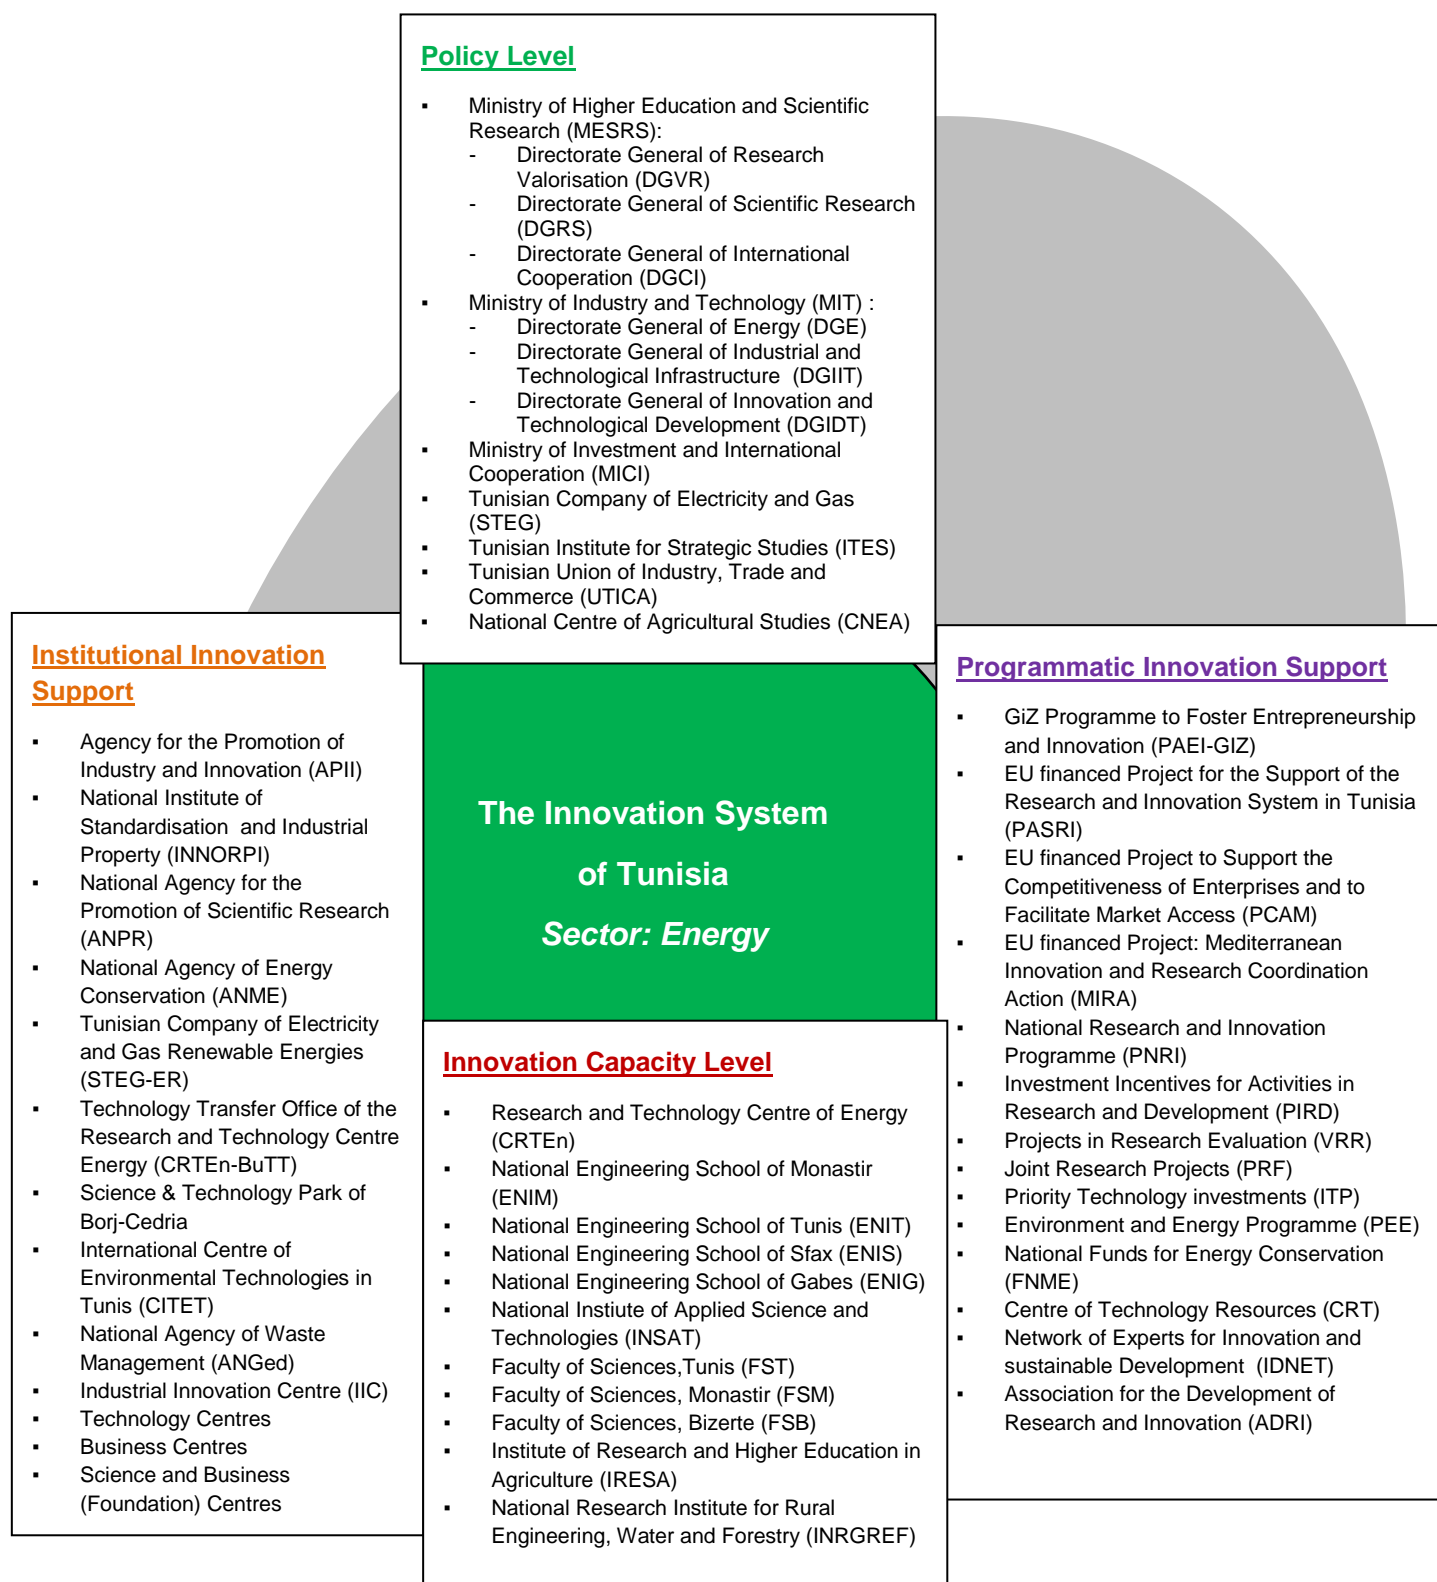 Policy Level
▪ Ministry of Higher Education and Scientific
Research (MESRS):
- Directorate General of Research
Valorisation (DGVR)
- Directorate General of Scientific Research
(DGRS)
- Directorate General of International
Cooperation (DGCI)
▪ Ministry of Industry and Technology (MIT) :
- Directorate General of Energy (DGE)
- Directorate General of Industrial and
Technological Infrastructure (DGIIT)
- Directorate General of Innovation and
Technological Development (DGIDT)
▪ Ministry of Investment and International
Cooperation (MICI)
▪ Tunisian Company of Electricity and Gas
(STEG)
▪ Tunisian Institute for Strategic Studies (ITES)
▪ Tunisian Union of Industry, Trade and
Commerce (UTICA)
▪ National Centre of Agricultural Studies (CNEA)
Institutional Innovation
Support
▪ Agency for the Promotion of
Industry and Innovation (APII)
▪ National Institute of
Standardisation and Industrial
Property (INNORPI)
▪ National Agency for the
Promotion of Scientific Research
(ANPR)
▪ National Agency of Energy
Conservation (ANME)
▪ Tunisian Company of Electricity
and Gas Renewable Energies
(STEG-ER)
▪ Technology Transfer Office of the
Research and Technology Centre
Energy (CRTEn-BuTT)
▪ Science & Technology Park of
Borj-Cedria
▪ International Centre of
Environmental Technologies in
Tunis (CITET)
▪ National Agency of Waste
Management (ANGed)
▪ Industrial Innovation Centre (IIC)
▪ Technology Centres
▪ Business Centres
▪ Science and Business
(Foundation) Centres
The Innovation System
of Tunisia
Sector: Energy
Innovation Capacity Level
▪ Research and Technology Centre of Energy
(CRTEn)
▪ National Engineering School of Monastir
(ENIM)
▪ National Engineering School of Tunis (ENIT)
▪ National Engineering School of Sfax (ENIS)
▪ National Engineering School of Gabes (ENIG)
▪ National Instiute of Applied Science and
Technologies (INSAT)
▪ Faculty of Sciences,Tunis (FST)
▪ Faculty of Sciences, Monastir (FSM)
▪ Faculty of Sciences, Bizerte (FSB)
▪ Institute of Research and Higher Education in
Agriculture (IRESA)
▪ National Research Institute for Rural
Engineering, Water and Forestry (INRGREF)
Programmatic Innovation Support
▪ GiZ Programme to Foster Entrepreneurship
and Innovation (PAEI-GIZ)
▪ EU financed Project for the Support of the
Research and Innovation System in Tunisia
(PASRI)
▪ EU financed Project to Support the
Competitiveness of Enterprises and to
Facilitate Market Access (PCAM)
▪ EU financed Project: Mediterranean
Innovation and Research Coordination
Action (MIRA)
▪ National Research and Innovation
Programme (PNRI)
▪ Investment Incentives for Activities in
Research and Development (PIRD)
▪ Projects in Research Evaluation (VRR)
▪ Joint Research Projects (PRF)
▪ Priority Technology investments (ITP)
▪ Environment and Energy Programme (PEE)
▪ National Funds for Energy Conservation
(FNME)
▪ Centre of Technology Resources (CRT)
▪ Network of Experts for Innovation and
sustainable Development (IDNET)
▪ Association for the Development of
Research and Innovation (ADRI)